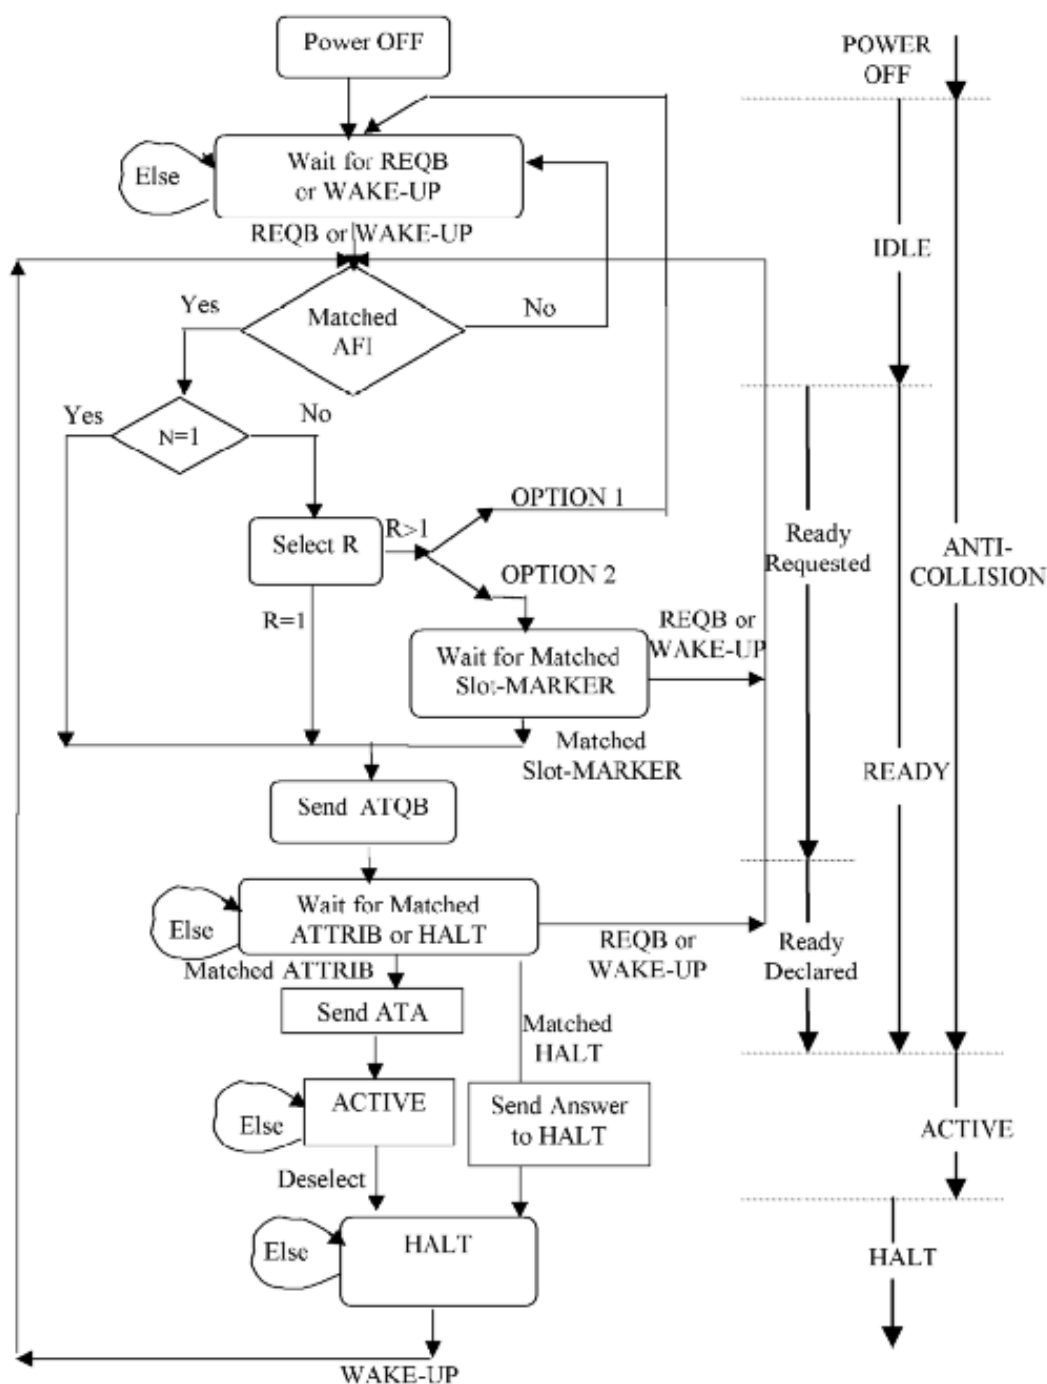 Power OFF
POWER
OFF
Else
Wait for REQB
or WAKE-UP
REQB or WAKE-UP
IDLE
Yes
Matched
AFI
No
Yes
N=1
No
OPTION 1
Select R
R>1
Ready
Requested
ANTI-
COLLISION
OPTION 2
R=1
REQB or
WAKE-UP
Wait for Matched
Slot-MARKER
Matched
Slot-MARKER
READY
Send ATQB
Else
Wait for Matched
ATTRIB or HALT
REQB or
WAKE-UP
Ready
Declared
Matched ATTRIB
Send ATA
Matched
HALT
Else
ACTIVE
Send Answer
to HALT
ACTIVE
Deselect
Else
HALT
HALT
WAKE-UP